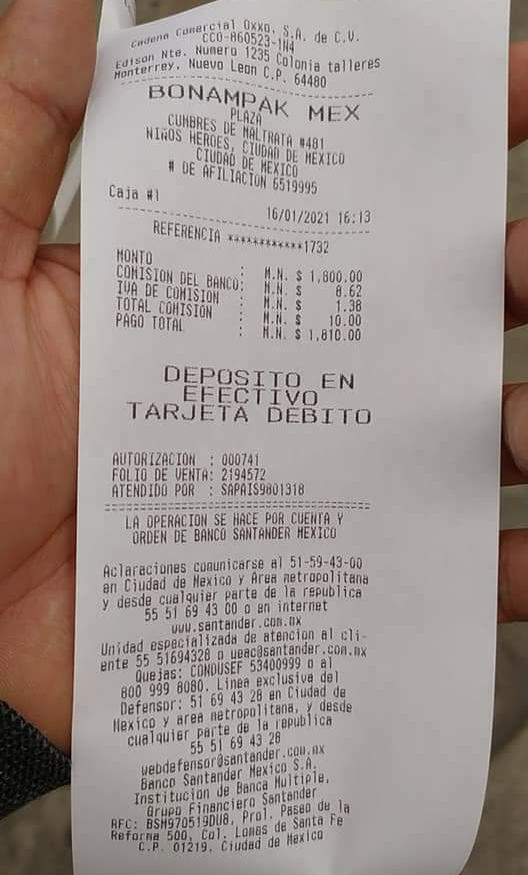 Cadena Comercial Oxxo, S.A. de C.V.
CCO-860523-1N4
Edison Nte. Numero 1235 Colonia talleres
Monterrey, Nuevo Leon C.P. 64480
BONAMPAK MEX
PLAZA
CUMBRES DE MALTRATA #481
NIÑOS HEROES, CIUDAD DE MEXICO
CIUDAD DE MEXICO
# DE AFILIACION 6519995
Caja #1
16/01/2021 16:13
REFERENCIA ************1732
MONTO : M.N. $ 1,800.00
COMISION DEL BANCO: M.N. $ 8.62
IVA DE COMISION : M.N. $ 1.38
TOTAL COMISION : M.N. $ 10.00
PAGO TOTAL : M.N. $ 1,810.00
DEPOSITO EN
EFECTIVO
TARJETA DEBITO
AUTORIZACION : 000741
FOLIO DE VENTA: 2194572
ATENDIDO POR : SAPAIS9801318
LA OPERACION SE HACE POR CUENTA Y
ORDEN DE BANCO SANTANDER MEXICO
Aclaraciones comunicarse al 51-59-43-00
en Ciudad de Mexico y Area metropolitana
y desde cualquier parte de la republica
55 51 69 43 00 o en internet
www.santander.com.mx
Unidad especializada de atencion al cli-
ente 55 51694328 o ueac@santander.com.mx
Quejas: CONDUSEF 53400999 o al
800 999 8080. Linea exclusiva del
Defensor: 51 69 43 28 en Ciudad de
Mexico y area metropolitana, y desde
cualquier parte de la republica
55 51 69 43 28
webdefensor@santander.com.mx
Banco Santander Mexico S.A.
Institucion de Banca Multiple,
Grupo Financiero Santander
RFC: BSM970519DU8, Prol. Paseo de la
Reforma 500, Col. Lomas de Santa Fe
C.P. 01219, Ciudad de Mexico